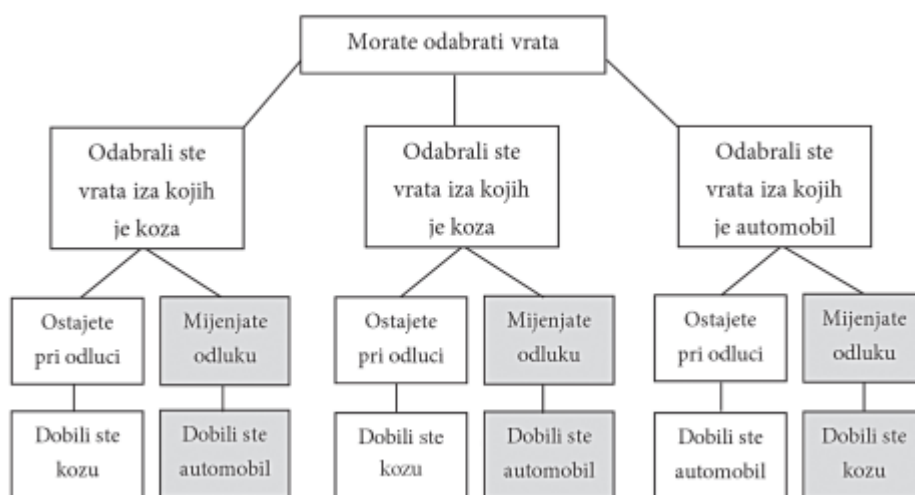 Morate odabrati vrata
Odabrali ste
vrata iza kojih
je koza
Odabrali ste
vrata iza kojih
je koza
Odabrali ste
vrata iza kojih
je automobil
Ostajete
pri odluci
Mijenjate
odluku
Ostajete
pri odluci
Mijenjate
odluku
Ostajete
pri odluci
Mijenjate
odluku
Dobili ste
kozu
Dobili ste
automobil
Dobili ste
kozu
Dobili ste
automobil
Dobili ste
automobil
Dobili ste
kozu